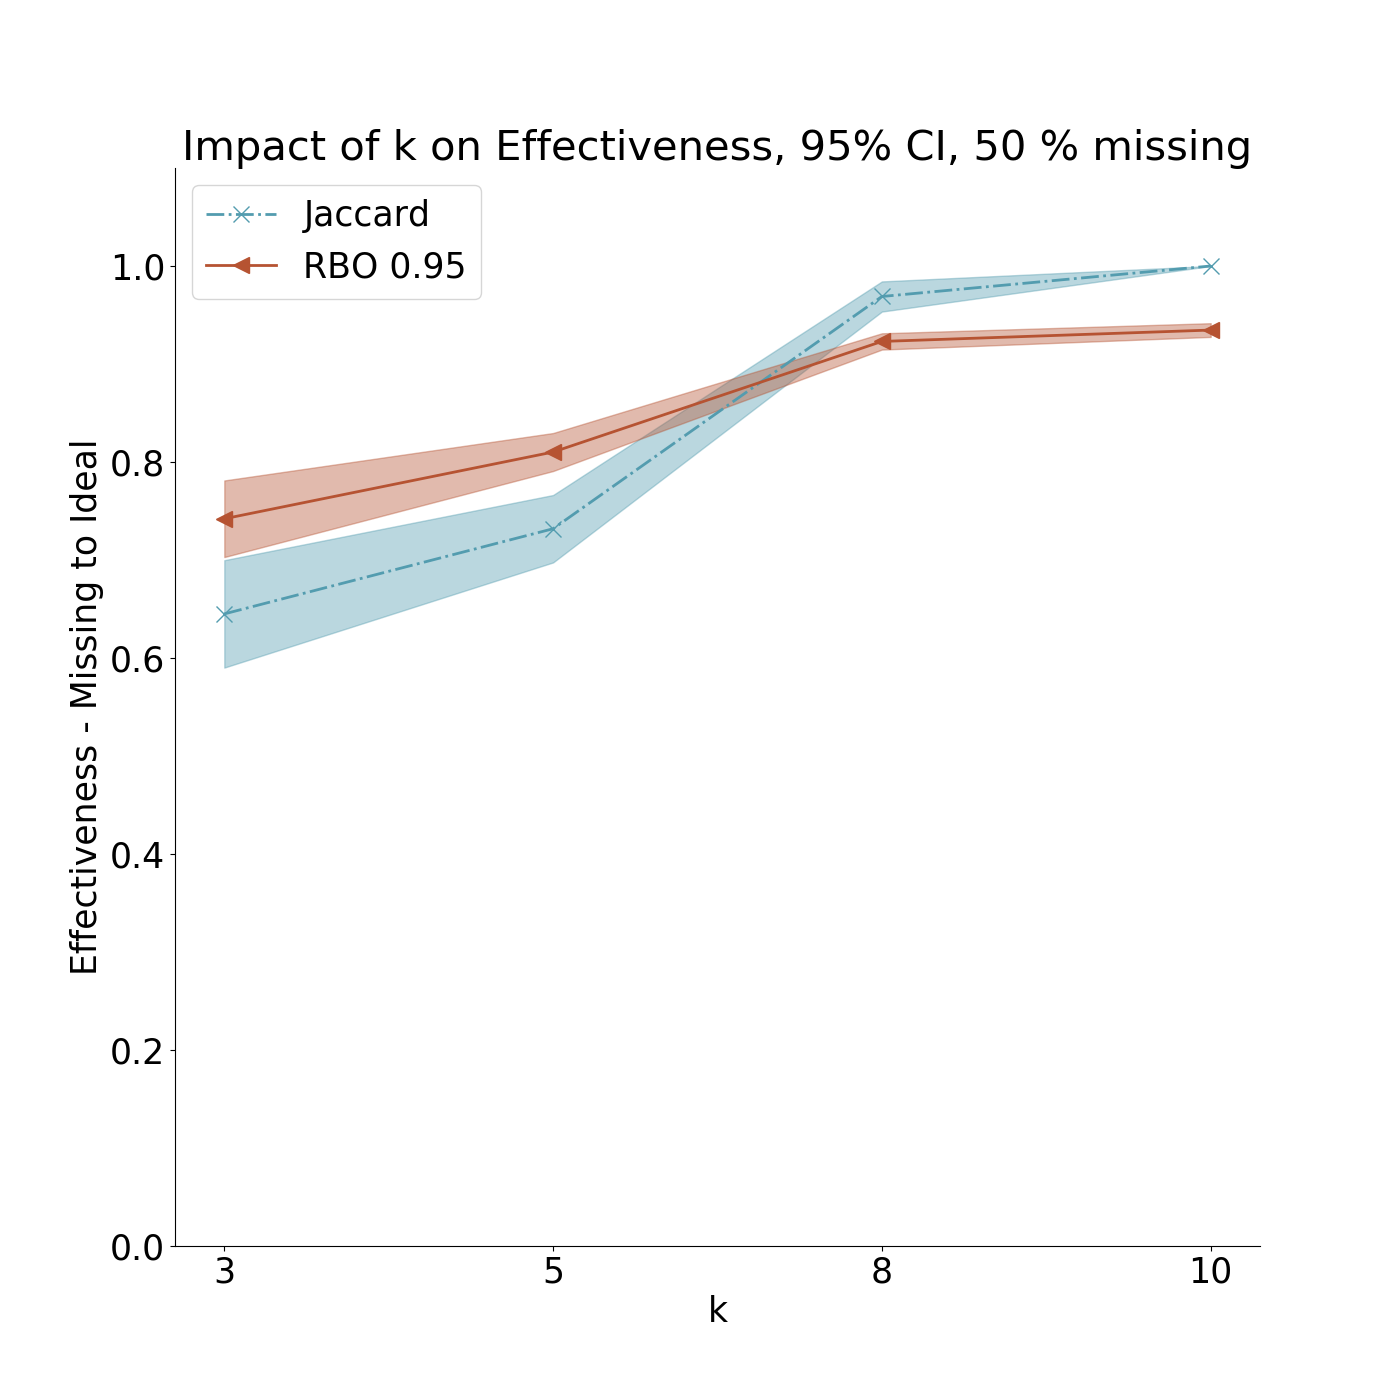 Impact of k on Effectiveness, 95% CI, 50 % missing
Jaccard
RBO 0.95
1.0
0.8
0.6
0.4
0.2
0.0
Effectiveness - Missing to Ideal
3 5 8 10
k